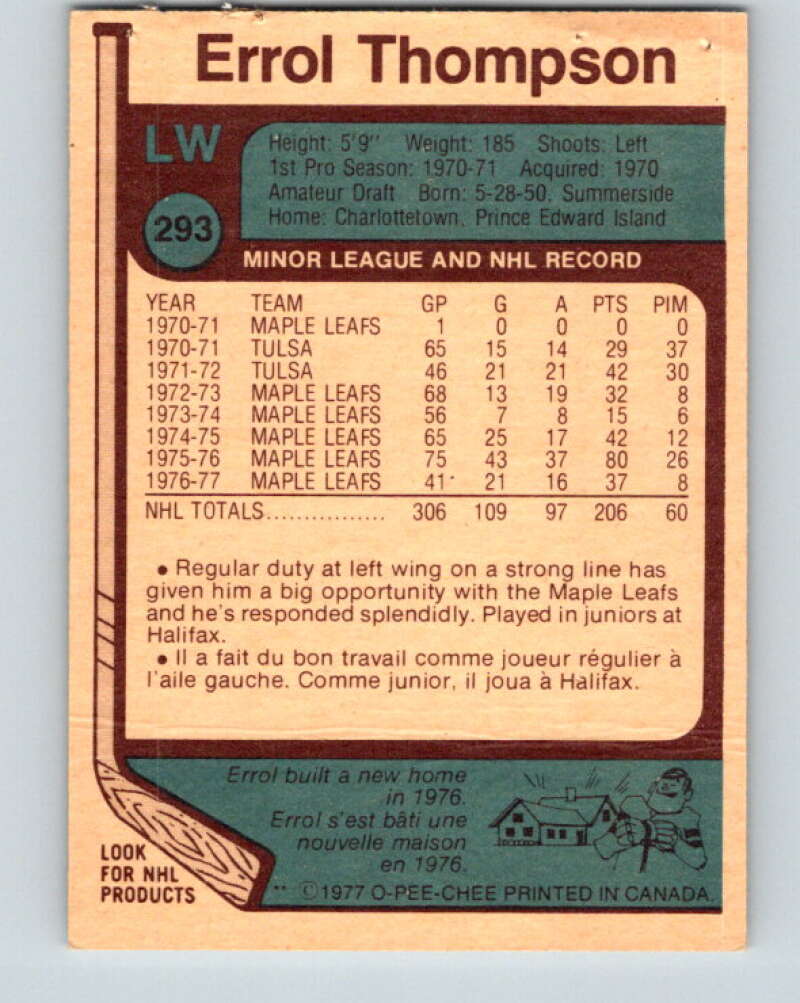 Errol Thompson
LW
293
Height: 5'9" Weight: 185 Shoots: Left
1st Pro Season: 1970-71 Acquired: 1970
Amateur Draft Born: 5-28-50, Summerside
Home: Charlottetown, Prince Edward Island
MINOR LEAGUE AND NHL RECORD
YEAR TEAM GP G A PTS PIM
1970-71 MAPLE LEAFS 1 0 0 0 0
1970-71 TULSA 65 15 14 29 37
1971-72 TULSA 46 21 21 42 30
1972-73 MAPLE LEAFS 68 13 19 32 8
1973-74 MAPLE LEAFS 56 7 8 15 6
1974-75 MAPLE LEAFS 65 25 17 42 12
1975-76 MAPLE LEAFS 75 43 37 80 26
1976-77 MAPLE LEAFS 41 21 16 37 8
NHL TOTALS................ 306 109 97 206 60
• Regular duty at left wing on a strong line has
given him a big opportunity with the Maple Leafs
and he's responded splendidly. Played in juniors at
Halifax.
• Il a fait du bon travail comme joueur régulier à
l'aile gauche. Comme junior, il joua à Halifax.
Errol built a new home
in 1976.
Errol s'est bâti une
nouvelle maison
en 1976.
LOOK
FOR NHL
PRODUCTS
** ©1977 O-PEE-CHEE PRINTED IN CANADA.